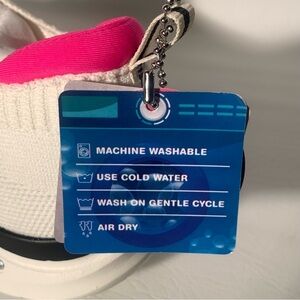 MACHINE WASHABLE
USE COLD WATER
WASH ON GENTLE CYCLE
AIR DRY